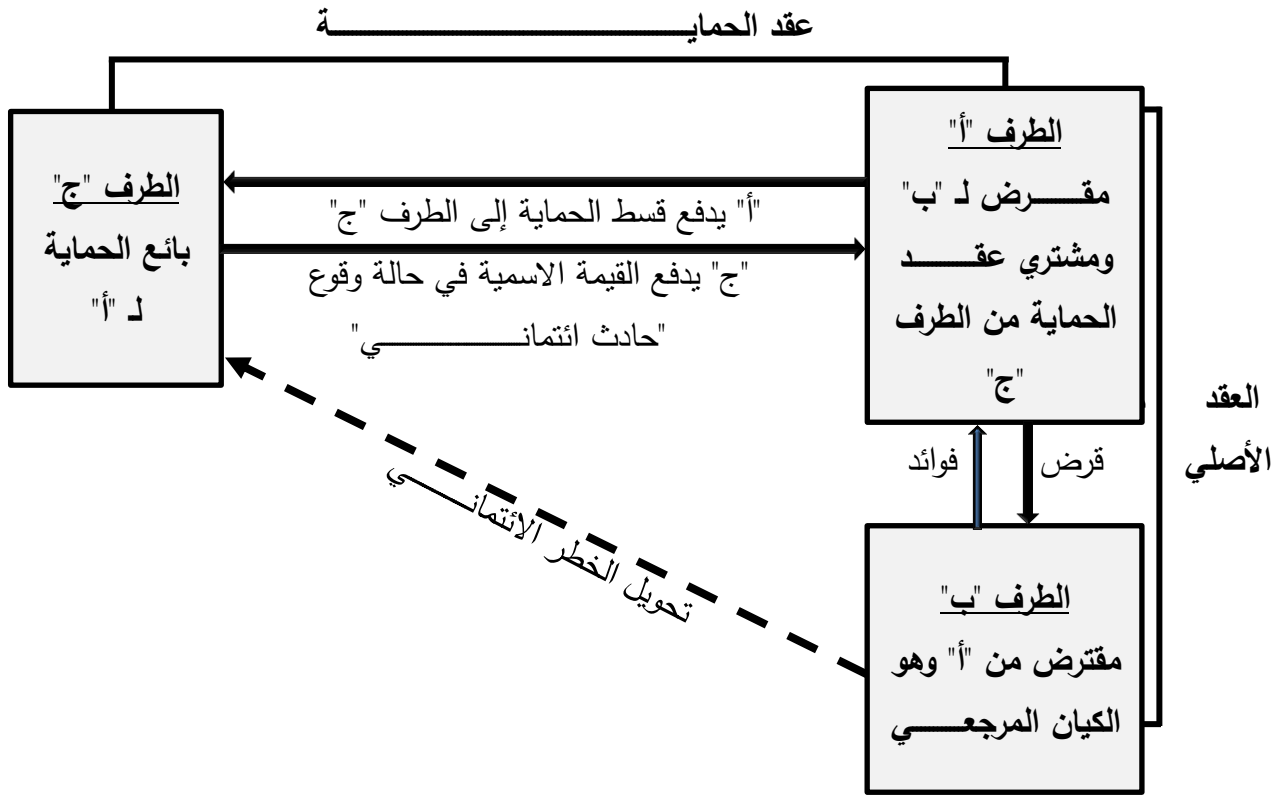 عقد الحمايـــــــــــــــــــــــــــــة
الطرف "أ"
مقـــــرض لـ "ب"
ومشتري عقـــــد
الحماية من الطرف
"ج"
الطرف "ج"
بائع الحماية
لـ "أ"
"أ" يدفع قسط الحماية إلى الطرف "ج"
"ج" يدفع القيمة الاسمية في حالة وقوع
"حادث ائتمانـــــــــــــي"
العقد
الأصلي
قرض
فوائد
تحويل الخطر الائتمانـــــــي
الطرف "ب"
مقترض من "أ" وهو
الكيان المرجعـــــي